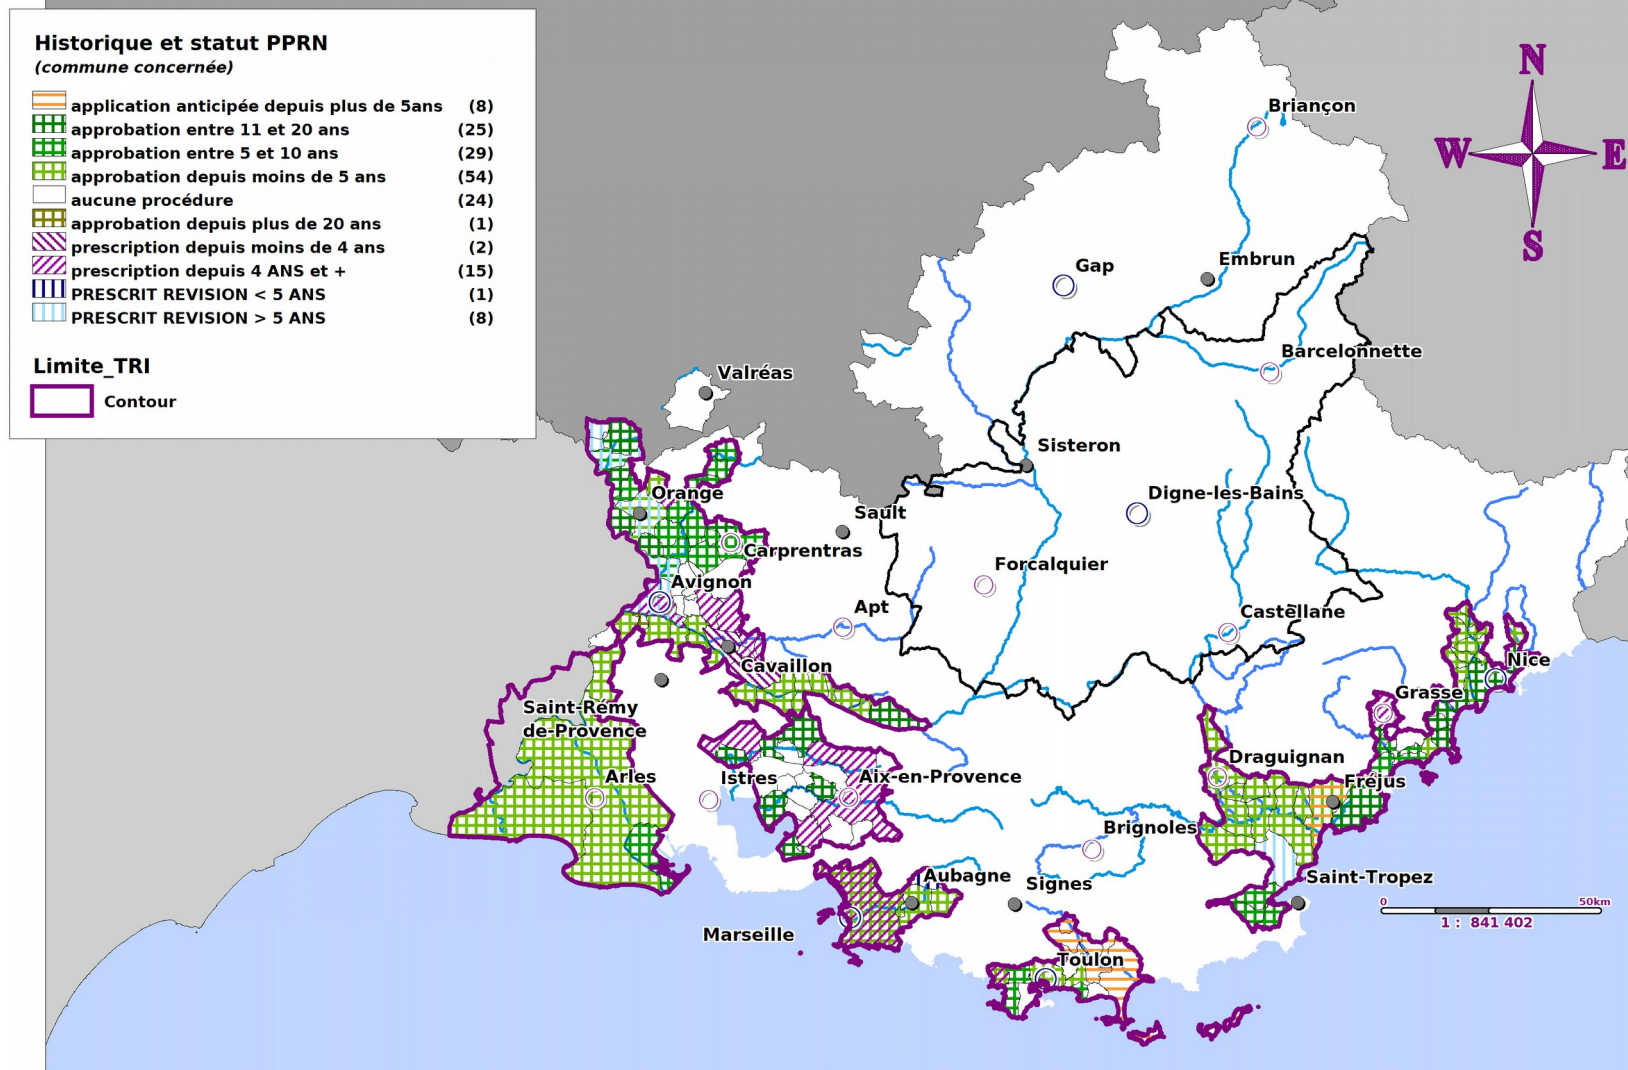 Historique et statut PPRN
(commune concernée)
application anticipée depuis plus de 5ans (8)
approbation entre 11 et 20 ans (25)
approbation entre 5 et 10 ans (29)
approbation depuis moins de 5 ans (54)
aucune procédure (24)
approbation depuis plus de 20 ans (1)
prescription depuis moins de 4 ans (2)
prescription depuis 4 ANS et + (15)
PRESCRIT REVISION < 5 ANS (1)
PRESCRIT REVISION > 5 ANS (8)
Limite_TRI
Contour
N
W
E
S
Briançon
Gap
Embrun
Barcelonnette
Valréas
Sisteron
Orange
Digne-les-Bains
Sault
Carprentras
Forcalquier
Avignon
Apt
Castellane
Cavaillon
Nice
Grasse
Saint-Rémy
de-Provence
Draguignan
Arles
Istres
Aix-en-Provence
Fréjus
Brignoles
Aubagne
Signes
Saint-Tropez
0
50km
1 : 841 402
Marseille
Toulon